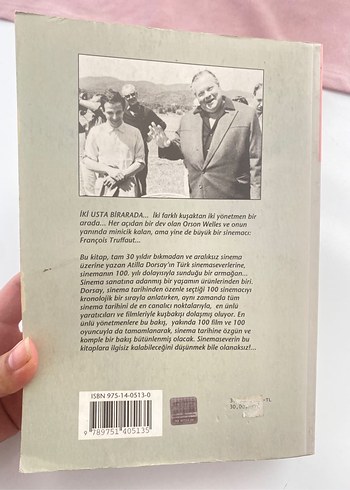 İKİ USTA BİRARADA... İki farklı kuşaktan iki yönetmen bir
arada... Her açıdan bir dev olan Orson Welles ve onun
yanında minicik kalan, ama yine de büyük bir sinemacı:
François Truffaut...
Bu kitap, tam 30 yıldır bıkmadan ve aralıksız sinema
üzerine yazan Atilla Dorsay'ın Türk sinemaseverlerine,
sinemanın 100. yılı dolayısıyla sunduğu bir armağan...
Sinema sanatına adanmış bir yaşamın ürünlerinden biri.
Dorsay, sinema tarihinden özenle seçtiği 100 sinemacıyı
kronolojik bir sırayla anlatırken, aynı zamanda tüm
sinema tarihini de en canalıcı noktalarıyla, en ünlü
yaratıcıları ve filmleriyle kuşbakışı dolaşmış oluyor. En
ünlü yönetmenlere bu bakış, yakında 100 film ve 100
oyuncuyla da tamamlanarak, sinema tarihine özgün ve
komple bir bakış bütünlenmiş olacak. Sinemaseverin bu
kitaplara ilgisiz kalabileceğini düşünmek bile olanaksız!...
ISBN 975-14-0513-0
9 789751 405135